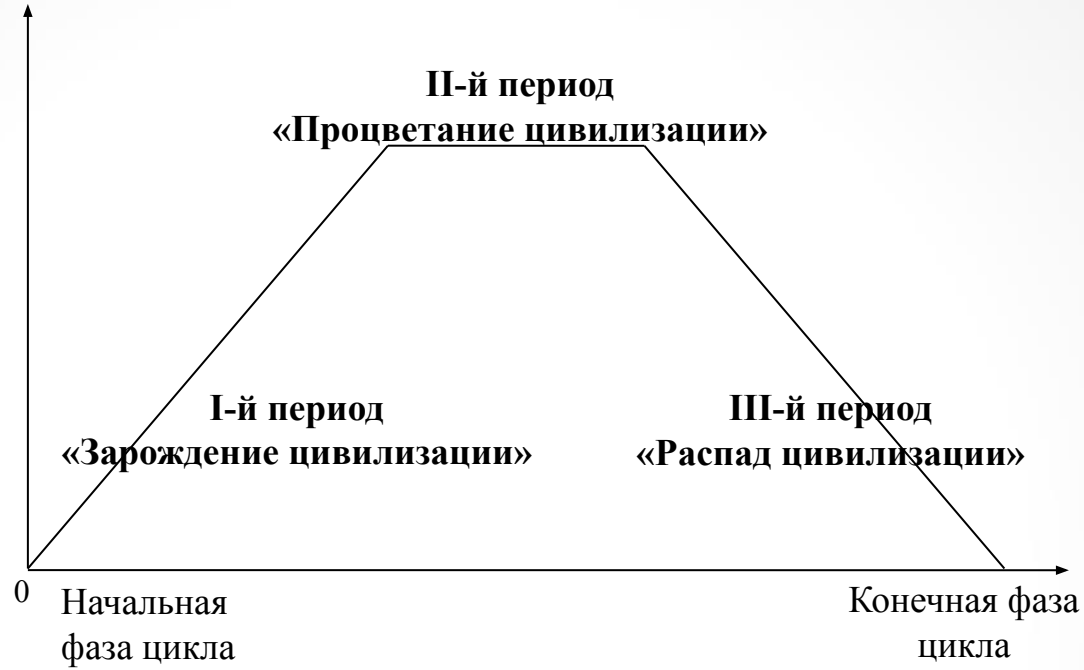 II-й период
«Процветание цивилизации»
I-й период
«Зарождение цивилизации»
III-й период
«Распад цивилизации»
0
Начальная
фаза цикла
Конечная фаза
цикла